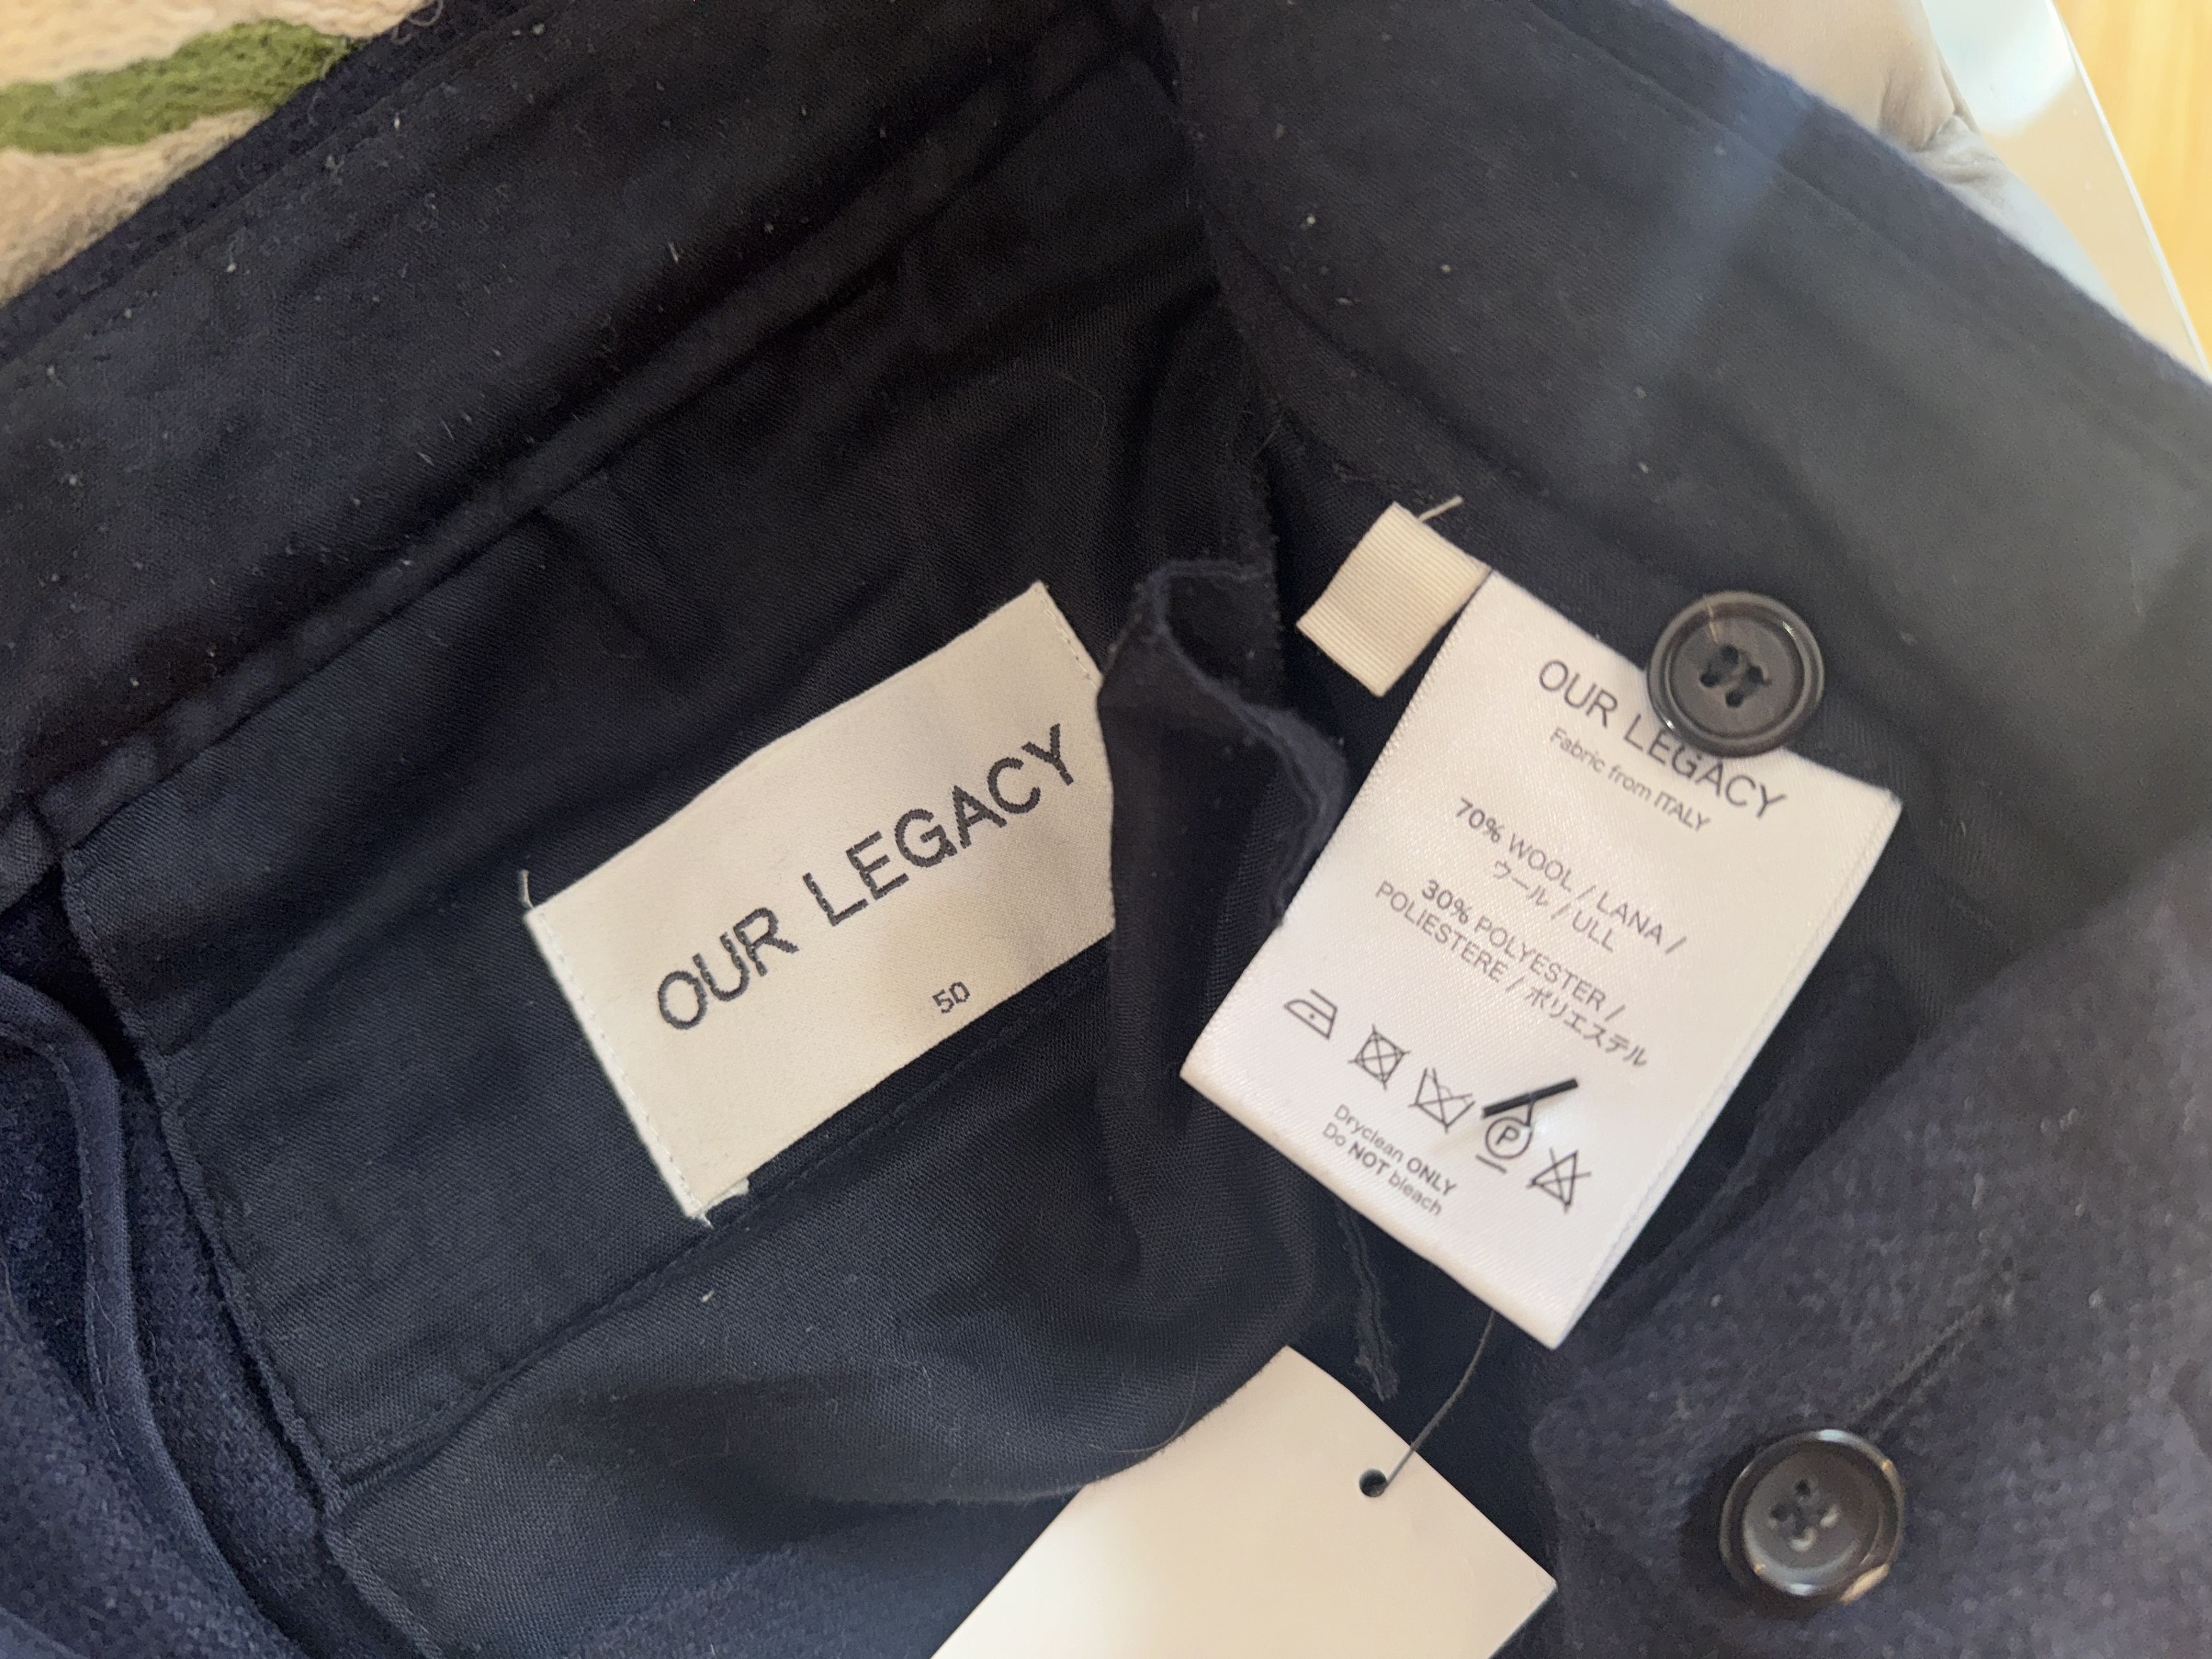 OUR LEGACY
50
OUR LEGACY
Fabric from ITALY
70% WOOL / LANA /
ウール / ULL
30% POLYESTER /
POLIESTERE / ポリエステル
P
Dryclean ONLY
Do NOT bleach